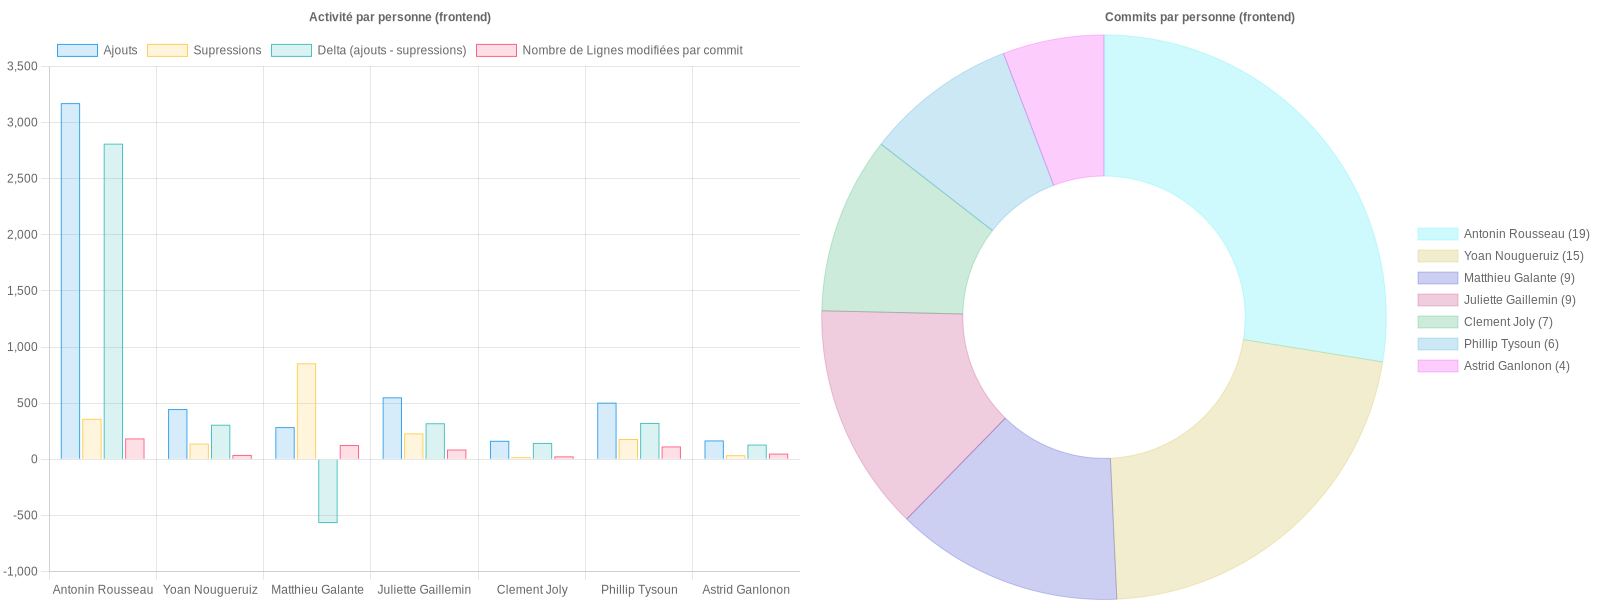 Activité par personne (frontend)
Ajouts
Supressions
Delta (ajouts - supressions)
Nombre de Lignes modifiées par commit
3,500
3,000
2,500
2,000
1,500
1,000
500
0
-500
-1,000
Antonin Rousseau
Yoan Nougueruiz
Matthieu Galante
Juliette Gaillemin
Clement Joly
Phillip Tysoun
Astrid Ganlonon
Commits par personne (frontend)
Antonin Rousseau (19)
Yoan Nougueruiz (15)
Matthieu Galante (9)
Juliette Gaillemin (9)
Clement Joly (7)
Phillip Tysoun (6)
Astrid Ganlonon (4)